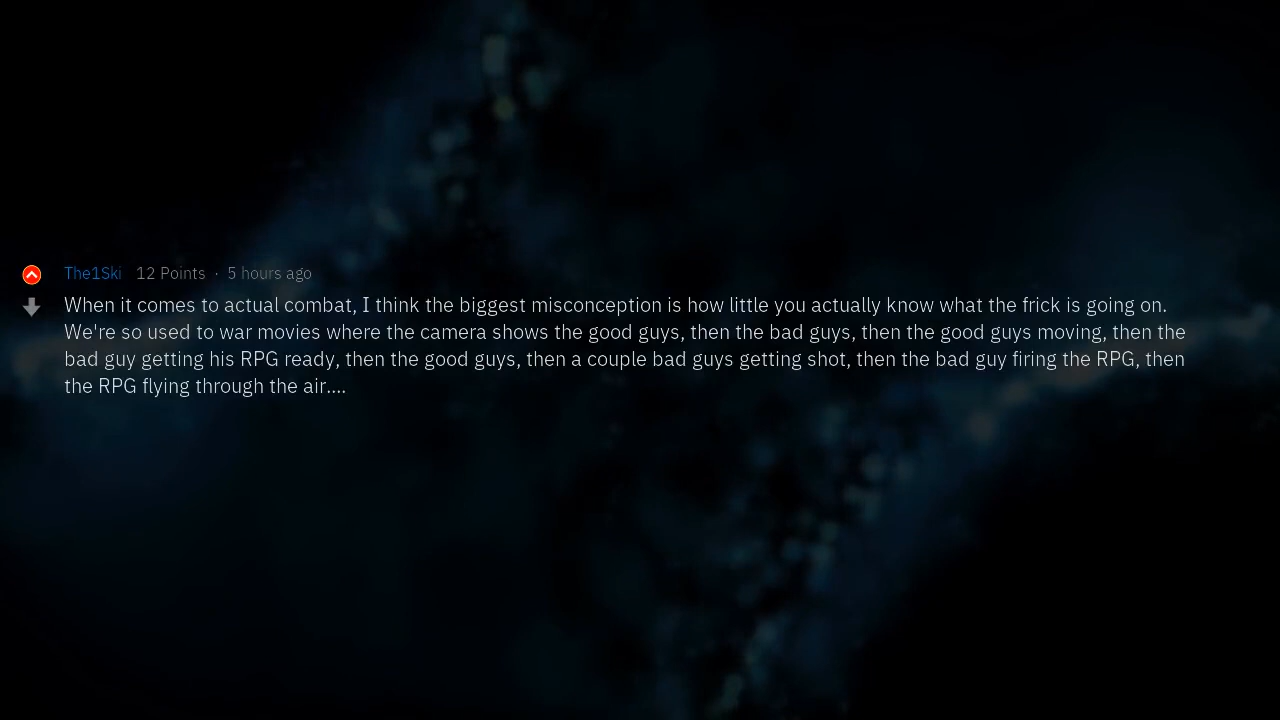 The1Ski 12 Points · 5 hours ago
When it comes to actual combat, I think the biggest misconception is how little you actually know what the frick is going on.
We're so used to war movies where the camera shows the good guys, then the bad guys, then the good guys moving, then the
bad guy getting his RPG ready, then the good guys, then a couple bad guys getting shot, then the bad guy firing the RPG, then
the RPG flying through the air....